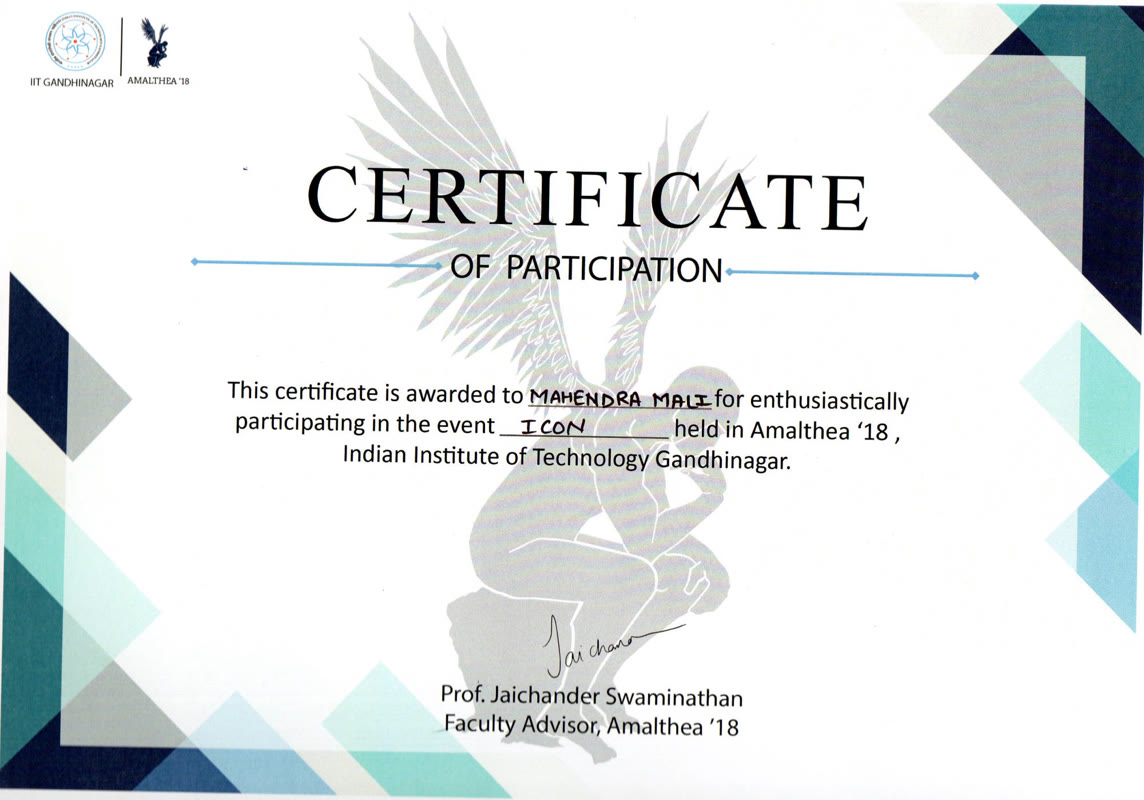 IIT GANDHINAGAR
AMALTHEA '18
CERTIFICATE
OF PARTICIPATION
This certificate is awarded to MAHENDRA MALI for enthusiastically
participating in the event ICON held in Amalthea '18 ,
Indian Institute of Technology Gandhinagar.
Jaichan
Prof. Jaichander Swaminathan
Faculty Advisor, Amalthea '18